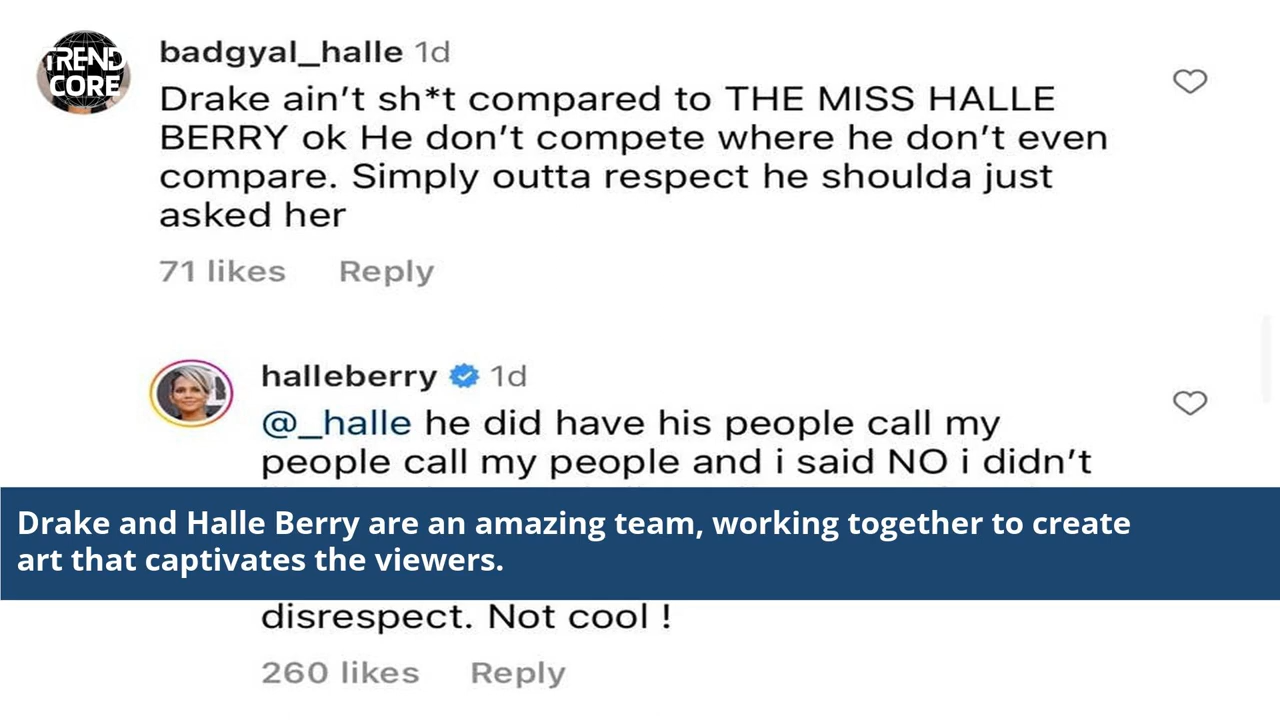 TREND
CORE
badgyal_halle 1d
Drake ain't sh*t compared to THE MISS HALLE
BERRY ok He don't compete where he don't even
compare. Simply outta respect he shoulda just
asked her
71 likes Reply
halleberry 1d
@_halle he did have his people call my
people call my people and i said NO i didn't
Drake and Halle Berry are an amazing team, working together to create
art that captivates the viewers.
disrespect. Not cool !
260 likes Reply